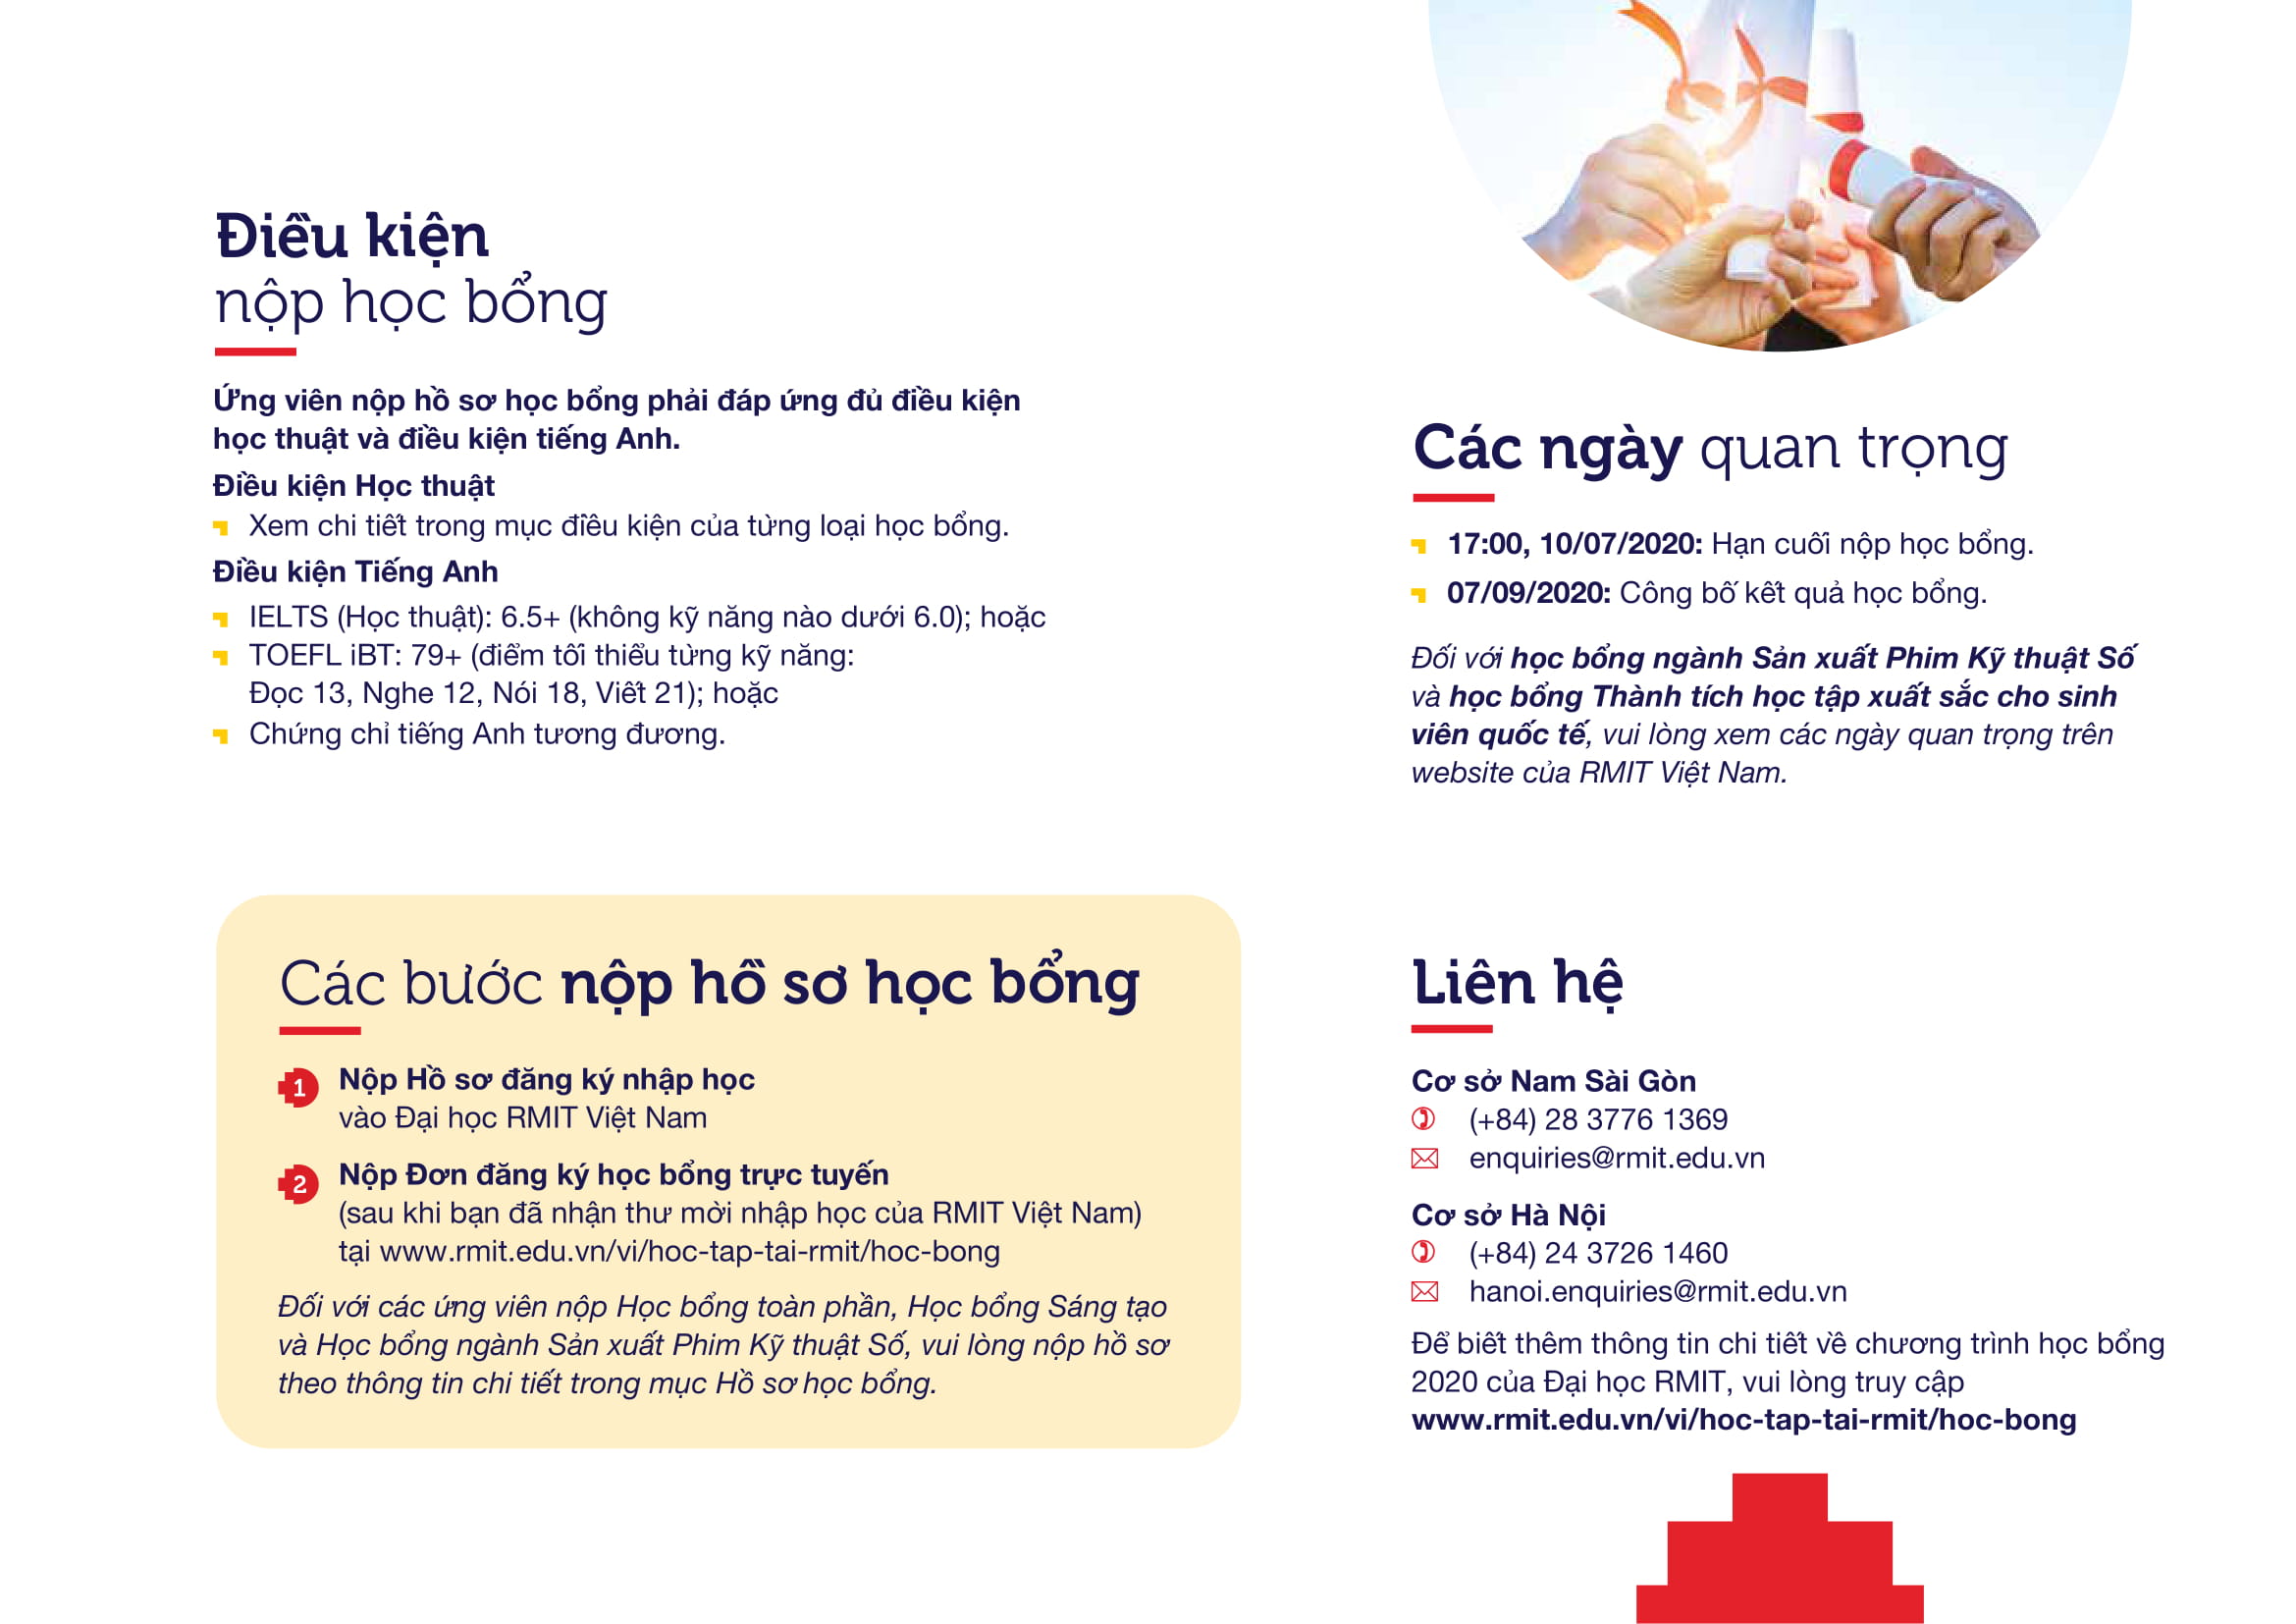 Điều kiện
nộp học bổng
Ứng viên nộp hồ sơ học bổng phải đáp ứng đủ điều kiện
học thuật và điều kiện tiếng Anh.
Điều kiện Học thuật
Xem chi tiết trong mục điều kiện của từng loại học bổng.
Điều kiện Tiếng Anh
IELTS (Học thuật): 6.5+ (không kỹ năng nào dưới 6.0); hoặc
TOEFL iBT: 79+ (điểm tối thiểu từng kỹ năng:
Đọc 13, Nghe 12, Nói 18, Viết 21); hoặc
Chứng chỉ tiếng Anh tương đương.
Các ngày quan trọng
17:00, 10/07/2020: Hạn cuối nộp học bổng.
07/09/2020: Công bố kết quả học bổng.
Đối với học bổng ngành Sản xuất Phim Kỹ thuật Số
và học bổng Thành tích học tập xuất sắc cho sinh
viên quốc tế, vui lòng xem các ngày quan trọng trên
website của RMIT Việt Nam.
Các bước nộp hồ sơ học bổng
1 Nộp Hồ sơ đăng ký nhập học
vào Đại học RMIT Việt Nam
2 Nộp Đơn đăng ký học bổng trực tuyến
(sau khi bạn đã nhận thư mời nhập học của RMIT Việt Nam)
tại www.rmit.edu.vn/vi/hoc-tap-tai-rmit/hoc-bong
Đối với các ứng viên nộp Học bổng toàn phần, Học bổng Sáng tạo
và Học bổng ngành Sản xuất Phim Kỹ thuật Số, vui lòng nộp hồ sơ
theo thông tin chi tiết trong mục Hồ sơ học bổng.
Liên hệ
Cơ sở Nam Sài Gòn
(+84) 28 3776 1369
enquiries@rmit.edu.vn
Cơ sở Hà Nội
(+84) 24 3726 1460
hanoi.enquiries@rmit.edu.vn
Để biết thêm thông tin chi tiết về chương trình học bổng
2020 của Đại học RMIT, vui lòng truy cập
www.rmit.edu.vn/vi/hoc-tap-tai-rmit/hoc-bong